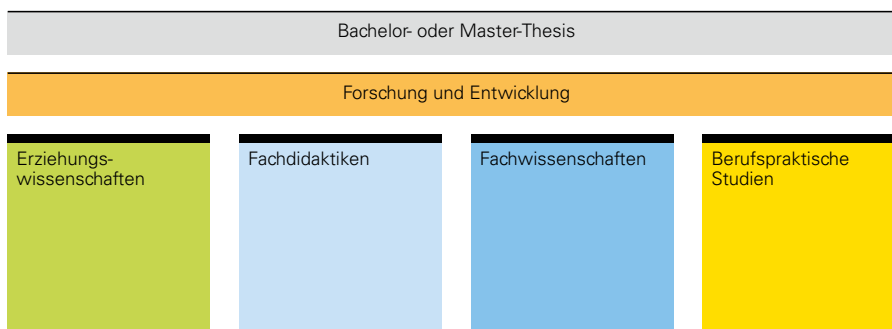 Bachelor- oder Master-Thesis
Forschung und Entwicklung
Erziehungs-
wissenschaften
Fachdidaktiken
Fachwissenschaften
Berufspraktische
Studien